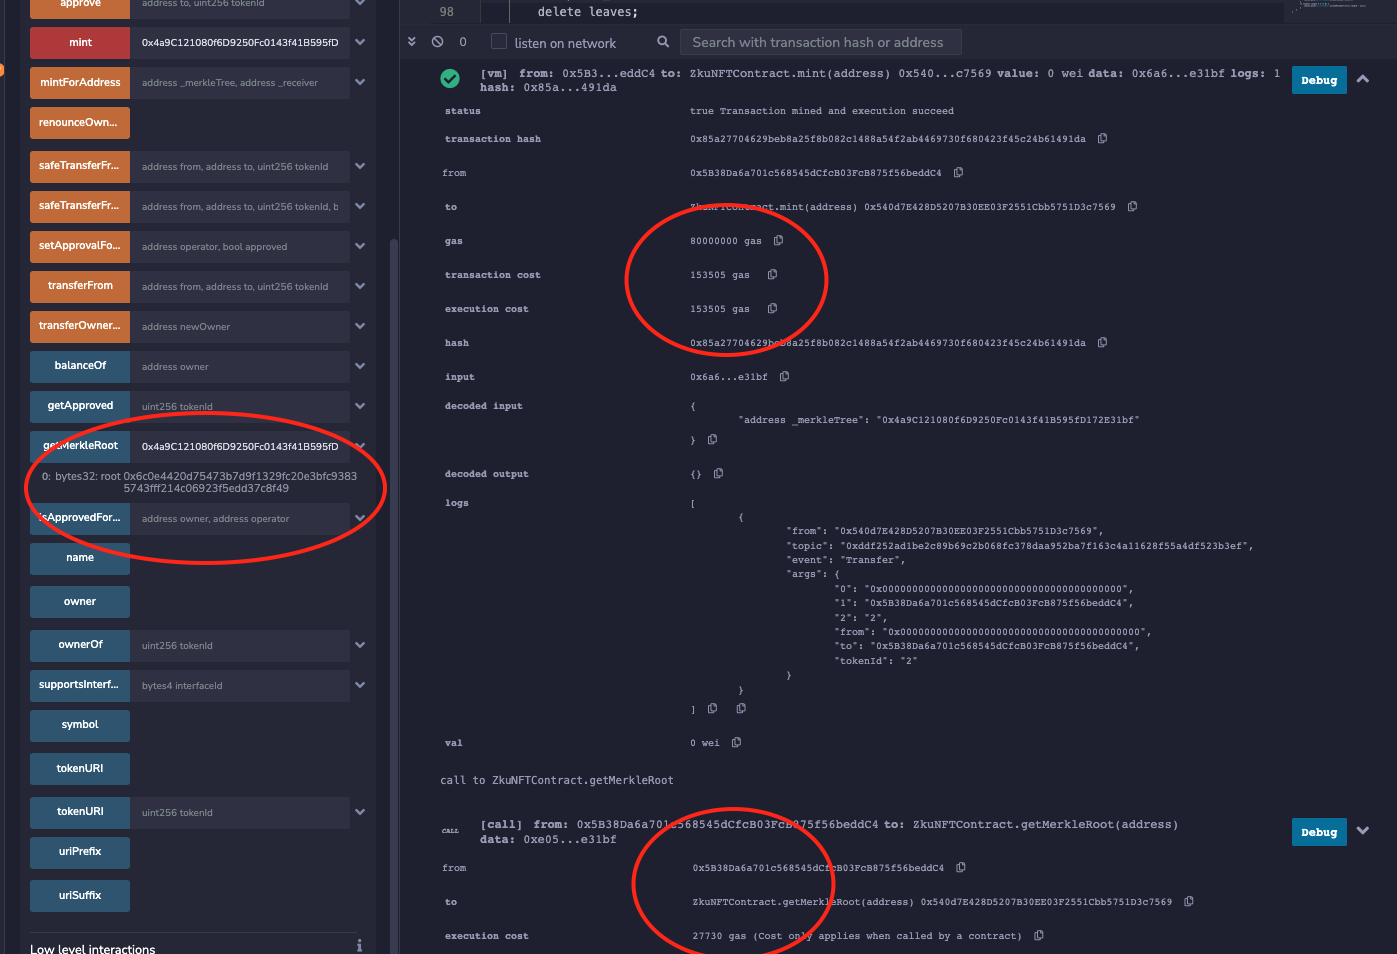 approve address to, uint256 tokenId
mint 0x4a9C121080f6D9250Fc0143f41B595fD
mintForAddress address _merkleTree, address _receiver
renounceOwn...
safeTransferFr... address from, address to, uint256 tokenId
safeTransferFr... address from, address to, uint256 tokenId, b
setApprovalFo... address operator, bool approved
transferFrom address from, address to, uint256 tokenId
transferOwner... address newOwner
balanceOf address owner
getApproved uint256 tokenId
getMerkleRoot 0x4a9C121080f6D9250Fc0143f41B595fD
0: bytes32: root 0x6c0e4420d75473b7d9f1329fc20e3bfc9383
5743fff214c06923f5edd37c8f49
isApprovedFor... address owner, address operator
name
owner
ownerOf uint256 tokenId
supportsInterf... bytes4 interfaceId
symbol
tokenURI
tokenURI uint256 tokenId
uriPrefix
uriSuffix
Low level interactions
98 delete leaves;
0 listen on network Search with transaction hash or address
[vm] from: 0x5B3...eddC4 to: ZkuNFTContract.mint(address) 0x540...c7569 value: 0 wei data: 0x6a6...e31bf logs: 1
hash: 0x85a...491da
Debug
status true Transaction mined and execution succeed
transaction hash 0x85a27704629beb8a25f8b082c1488a54f2ab4469730f680423f45c24b61491da
from 0x5B38Da6a701c568545dCfcB03FcB875f56beddC4
to ZkuNFTContract.mint(address) 0x540d7E428D5207B30EE03F2551Cbb5751D3c7569
gas 80000000 gas
transaction cost 153505 gas
execution cost 153505 gas
hash 0x85a27704629beb8a25f8b082c1488a54f2ab4469730f680423f45c24b61491da
input 0x6a6...e31bf
decoded input {
"address _merkleTree": "0x4a9C121080f6D9250Fc0143f41B595fD172E31bf"
}
decoded output {}
logs [
{
"from": "0x540d7E428D5207B30EE03F2551Cbb5751D3c7569",
"topic": "0xddf252ad1be2c89b69c2b068fc378daa952ba7f163c4a11628f55a4df523b3ef",
"event": "Transfer",
"args": {
"0": "0x0000000000000000000000000000000000000000",
"1": "0x5B38Da6a701c568545dCfcB03FcB875f56beddC4",
"2": "2",
"from": "0x0000000000000000000000000000000000000000",
"to": "0x5B38Da6a701c568545dCfcB03FcB875f56beddC4",
"tokenId": "2"
}
}
]
val 0 wei
call to ZkuNFTContract.getMerkleRoot
CALL [call] from: 0x5B38Da6a701c568545dCfcB03FcB875f56beddC4 to: ZkuNFTContract.getMerkleRoot(address)
data: 0xe05...e31bf
Debug
from 0x5B38Da6a701c568545dCfcB03FcB875f56beddC4
to ZkuNFTContract.getMerkleRoot(address) 0x540d7E428D5207B30EE03F2551Cbb5751D3c7569
execution cost 27730 gas (Cost only applies when called by a contract)